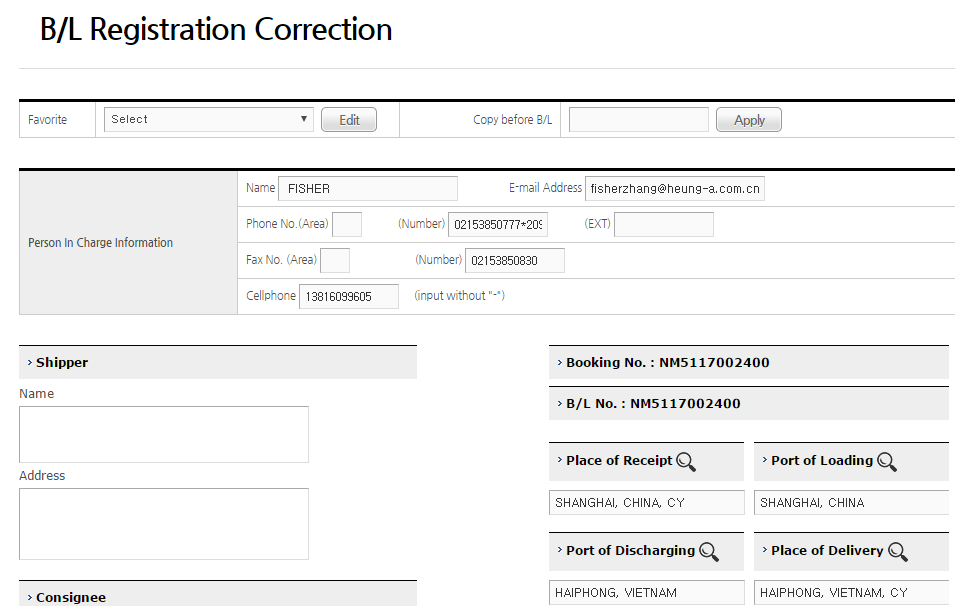 B/L Registration Correction
Favorite Select Edit Copy before B/L Apply
Person In Charge Information
Name FISHER E-mail Address fisherzhang@heung-a.com.cn
Phone No.(Area) (Number) 02153850777*209 (EXT)
Fax No. (Area) (Number) 02153850830
Cellphone 13816099605 (input without "-")
Shipper
Name
Address
Consignee
Booking No. : NM5117002400
B/L No. : NM5117002400
Place of Receipt Port of Loading
SHANGHAI, CHINA, CY SHANGHAI, CHINA
Port of Discharging Place of Delivery
HAIPHONG, VIETNAM HAIPHONG, VIETNAM, CY